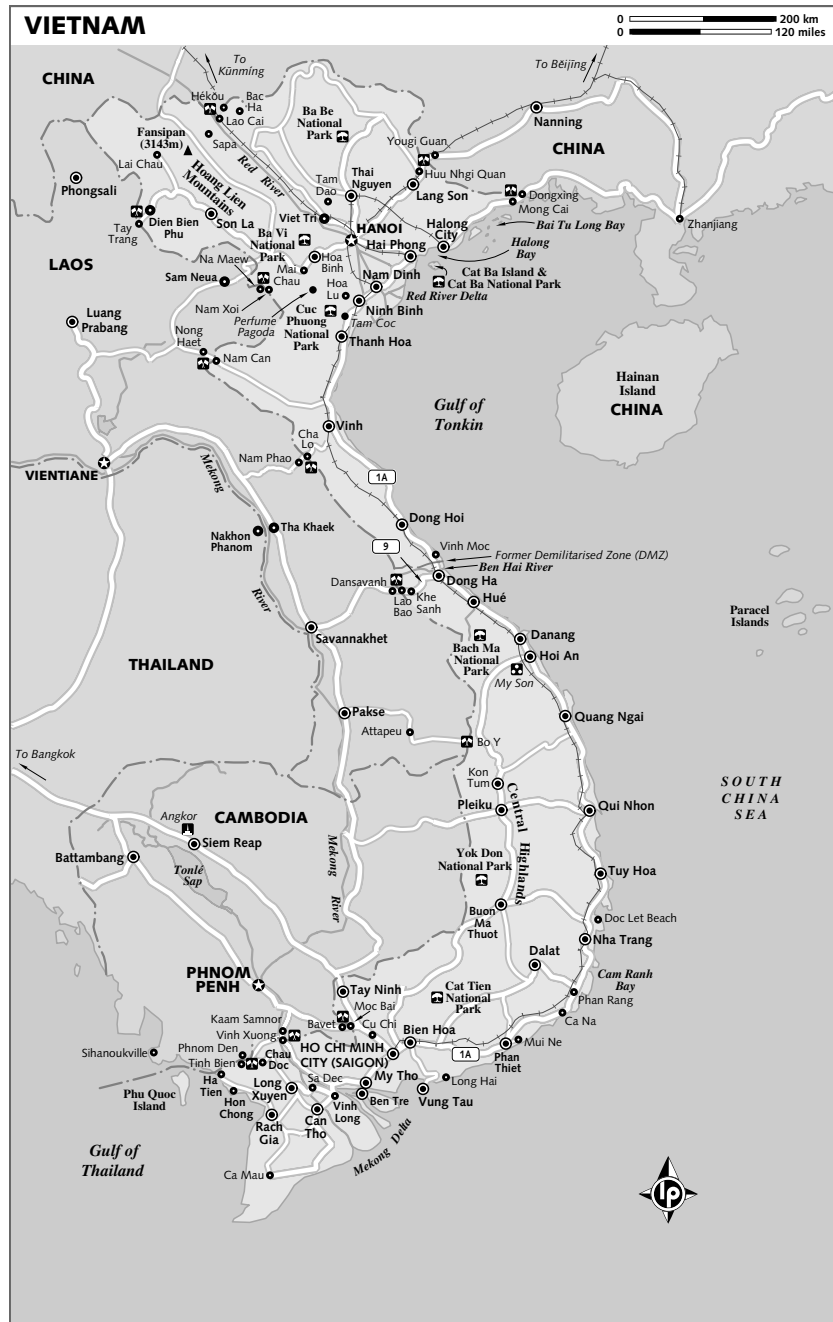 VIETNAM
0 200 km
0 120 miles
To
Kūnmíng
To Bĕijīng
CHINA
Hékǒu
Bac
Ha
Lao Cai
Ba Be
National
Park
Nanning
Fansipan
(3143m)
Sapa
Yougi Guan
CHINA
Lai Chau
Hoang Lien
Mountains
Red River
Tam
Dao
Thai
Nguyen
Huu Nhgi Quan
Phongsali
Lang Son
Dongxing
Mong Cai
Viet Tri
Dien Bien
Phu
Son La
Tay
Trang
HANOI
Halong
City
Bai Tu Long Bay
Zhanjiang
Ba Vi
National
Park
Hai Phong
Halong
Bay
LAOS
Na Maew
Hoa
Binh
Mai
Chau
Sam Neua
Hoa
Lu
Nam Dinh
Cat Ba Island &
Cat Ba National Park
Red River Delta
Nam Xoi
Perfume
Pagoda
Cuc
Phuong
National
Park
Ninh Binh
Tam Coc
Luang
Prabang
Nong
Haet
Nam Can
Thanh Hoa
Hainan
Island
CHINA
Gulf of
Tonkin
Vinh
Cha
Lo
Nam Phao
VIENTIANE
Mekong
1A
Dong Hoi
Tha Khaek
Nakhon
Phanom
9
Vinh Moc
Former Demilitarised Zone (DMZ)
Ben Hai River
Dansavanh
Dong Ha
River
Lao
Bao
Khe
Sanh
Hué
Paracel
Islands
Savannakhet
Danang
Bach Ma
National
Park
Hoi An
THAILAND
My Son
Pakse
Quang Ngai
Attapeu
Bo Y
To Bangkok
Kon
Tum
SOUTH
CHINA
SEA
Central Highlands
Pleiku
Qui Nhon
CAMBODIA
Angkor
Siem Reap
Battambang
Mekong
River
Yok Don
National Park
Tonlé
Sap
Tuy Hoa
Buon
Ma
Thuot
Doc Let Beach
Nha Trang
Dalat
PHNOM
PENH
Cam Ranh
Bay
Tay Ninh
Cat Tien
National
Park
Phan Rang
Moc Bai
Kaam Samnor
Bavet
Cu Chi
Ca Na
Vinh Xuong
Bien Hoa
Mui Ne
Phnom Den
HO CHI MINH
CITY (SAIGON)
1A
Phan
Thiet
Sihanoukville
Tinh Bien
Chau
Doc
Ha
Tien
Long
Xuyen
Sa Dec
My Tho
Long Hai
Phu Quoc
Island
Hon
Chong
Vinh
Long
Ben Tre
Vung Tau
Rach
Gia
Can
Tho
Mekong Delta
Gulf of
Thailand
Ca Mau
lp